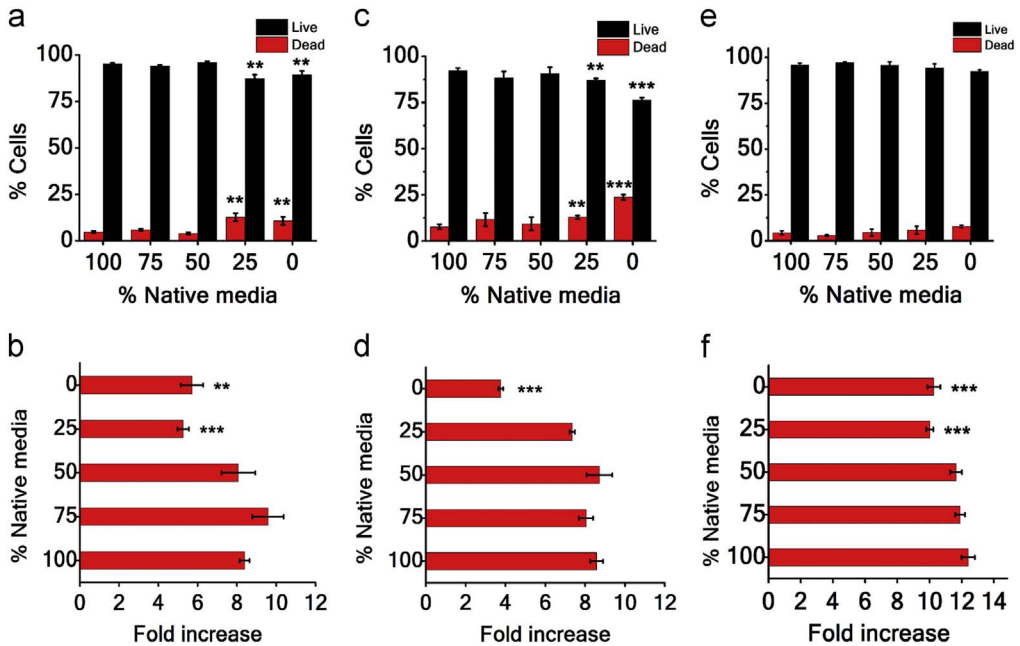 a
Live
Dead
100
75
50
25
0
% Cells
** **
**
**
100 75 50 25 0
% Native media
c
Live
Dead
100
75
50
25
0
% Cells
**
***
***
**
100 75 50 25 0
% Native media
e
Live
Dead
100
75
50
25
0
% Cells
100 75 50 25 0
% Native media
b
% Native media
0 **
25 ***
50
75
100
0 2 4 6 8 10 12
Fold increase
d
% Native media
0 ***
25
50
75
100
0 2 4 6 8 10 12
Fold increase
f
% Native media
0 ***
25 ***
50
75
100
0 2 4 6 8 10 12 14
Fold increase